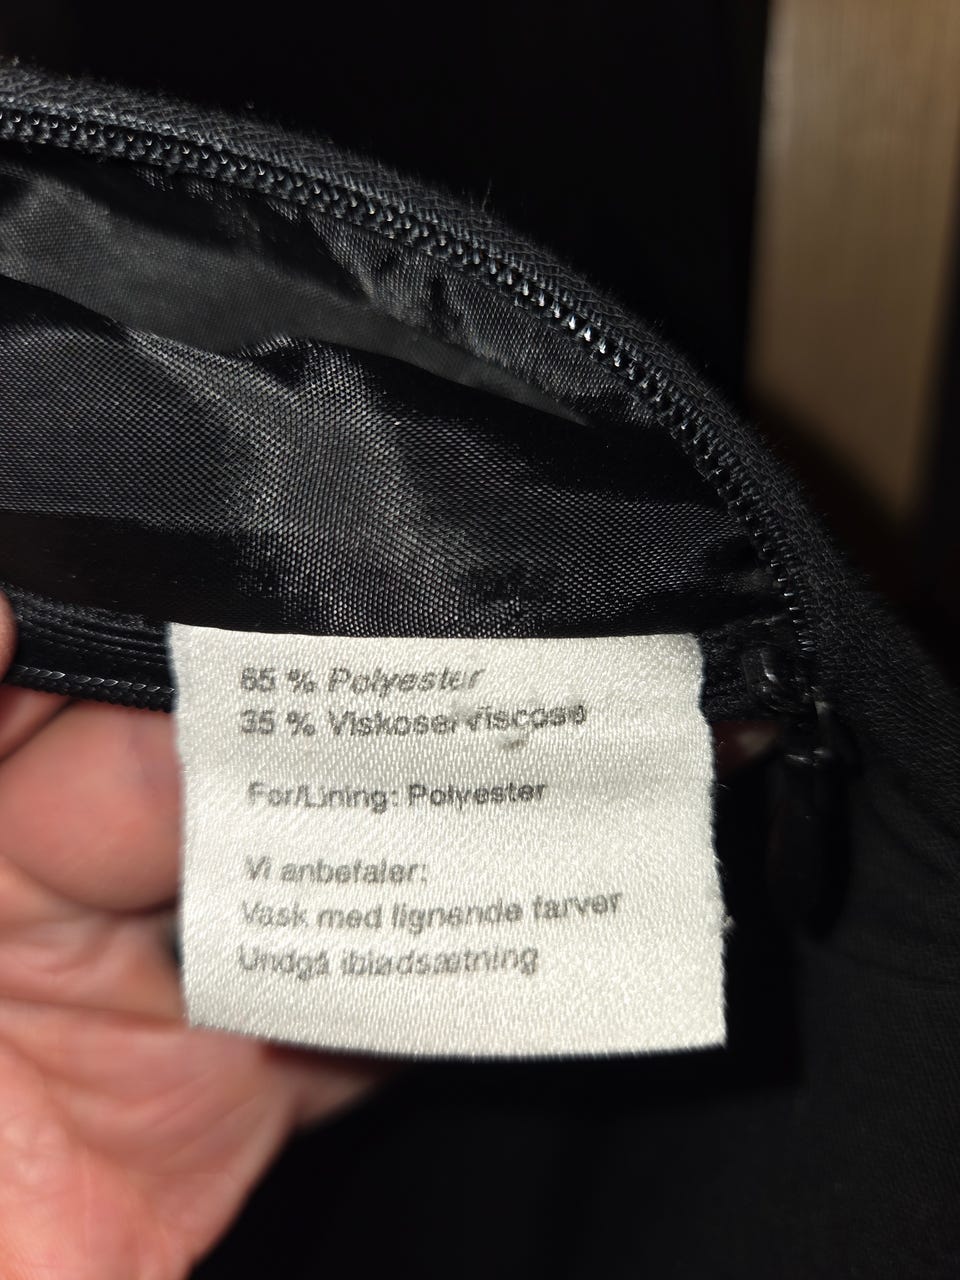 65 % Polyester
35 % Viskose/viscose
For/Lining: Polyester
Vi anbefaler:
Vask med lignende farver
Undgå iblødsætning